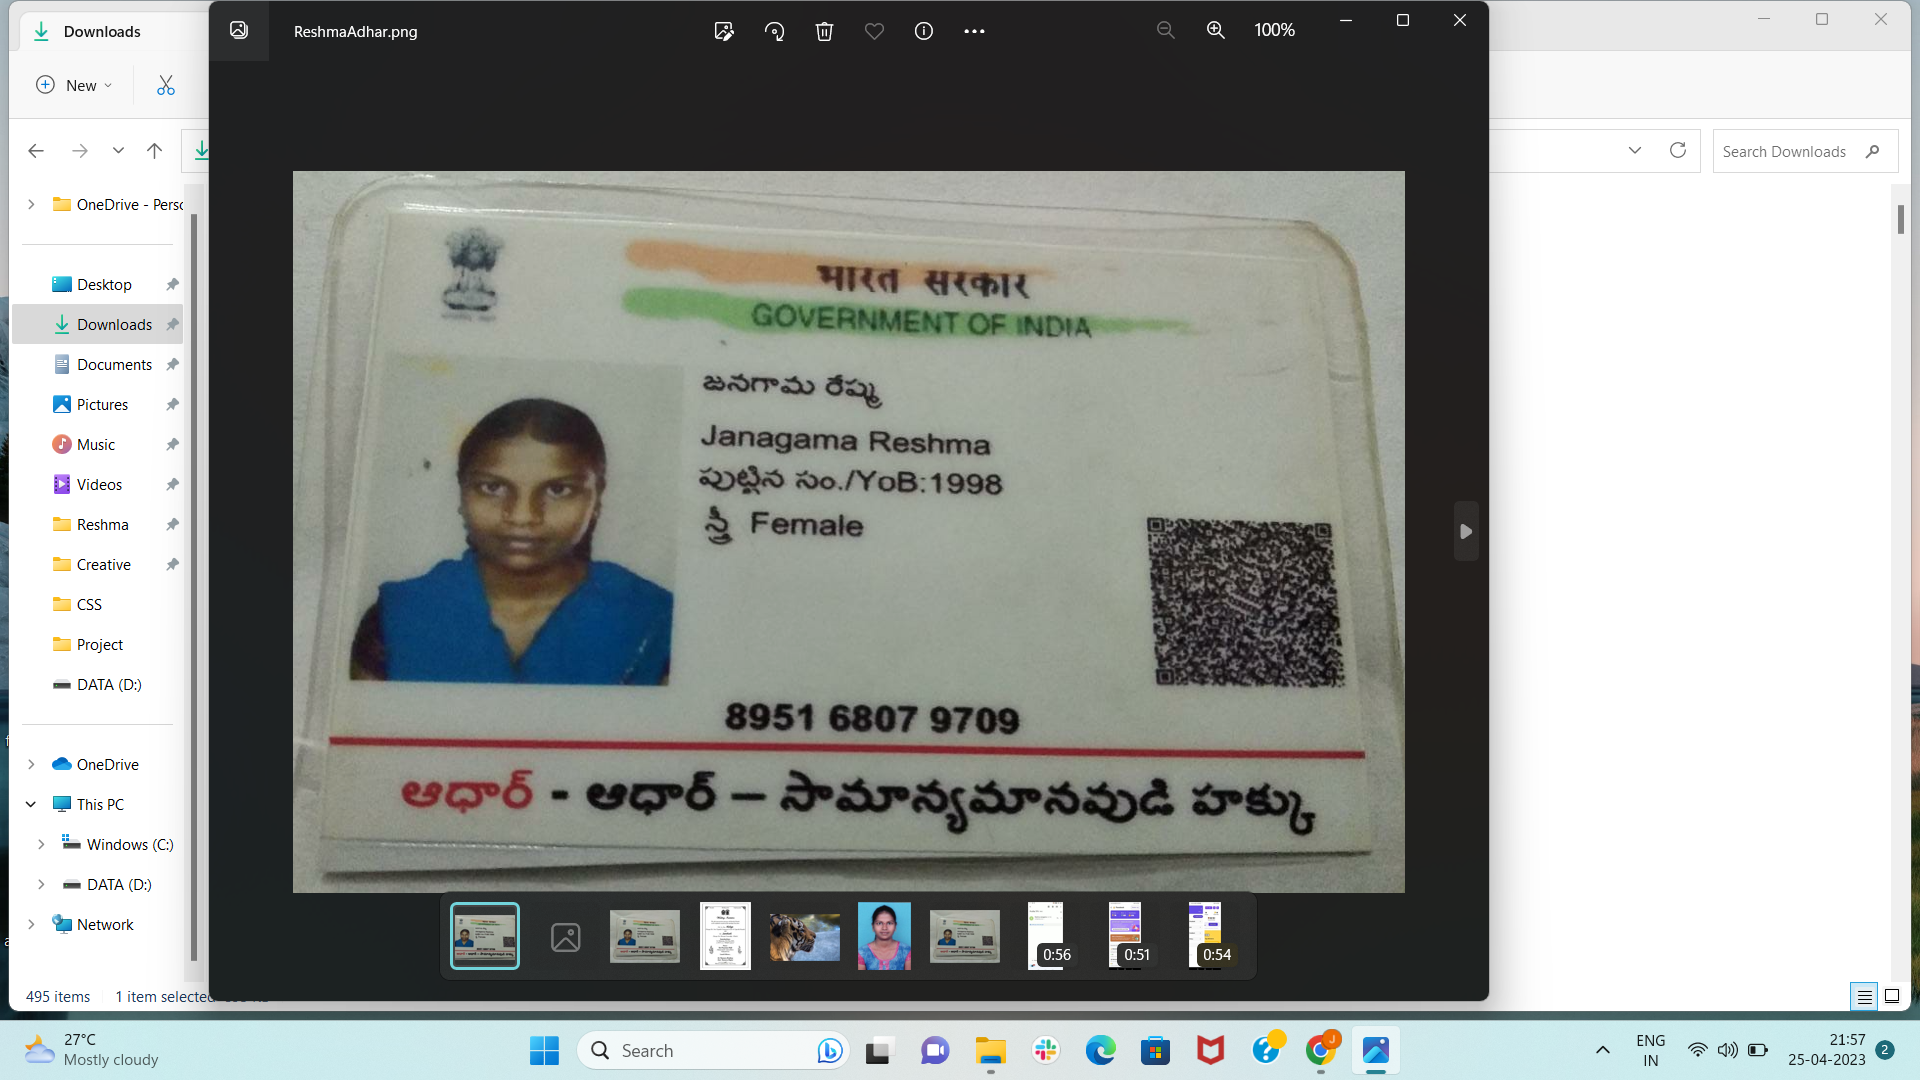 Downloads
ReshmaAdhar.png
100%
New
Search Downloads
OneDrive - Pers
Desktop
Downloads
Documents
Pictures
Music
Videos
Reshma
Creative
CSS
Project
DATA (D:)
OneDrive
This PC
Windows (C:)
DATA (D:)
Network
भारत सरकार
GOVERNMENT OF INDIA
జనగామ రేష్మ
Janagama Reshma
పుట్టిన సం./YoB:1998
స్త్రీ Female
8951 6807 9709
ఆధార్ - ఆధార్ – సామాన్యమానవుడి హక్కు
0:56
0:51
0:54
495 items
1 item selected
27°C
Mostly cloudy
Search
J
ENG
IN
21:57
25-04-2023
2